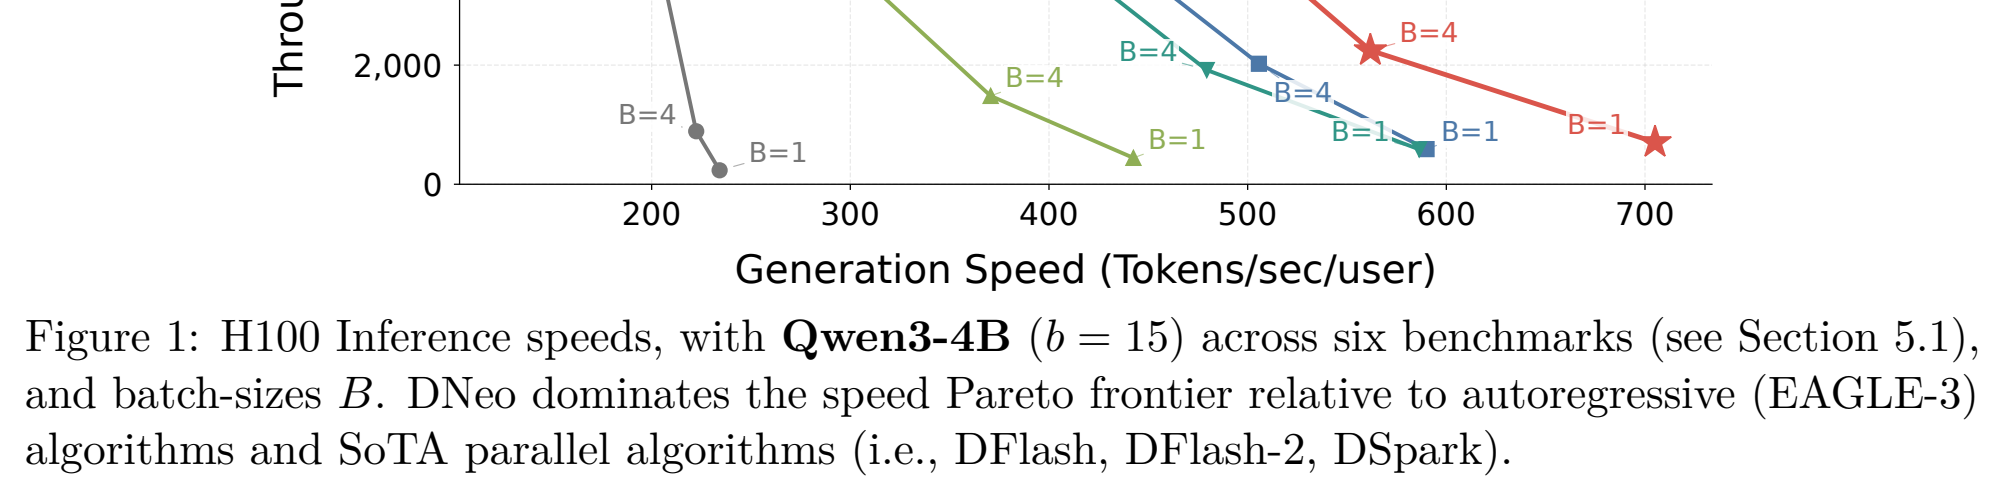 Throu
B=4
2,000
B=4
B=4
B=4
B=4
B=1
B=1
B=1
B=1
B=1
0
200 300 400 500 600 700
Generation Speed (Tokens/sec/user)
Figure 1: H100 Inference speeds, with Qwen3-4B (b = 15) across six benchmarks (see Section 5.1),
and batch-sizes B. DNeo dominates the speed Pareto frontier relative to autoregressive (EAGLE-3)
algorithms and SoTA parallel algorithms (i.e., DFlash, DFlash-2, DSpark).